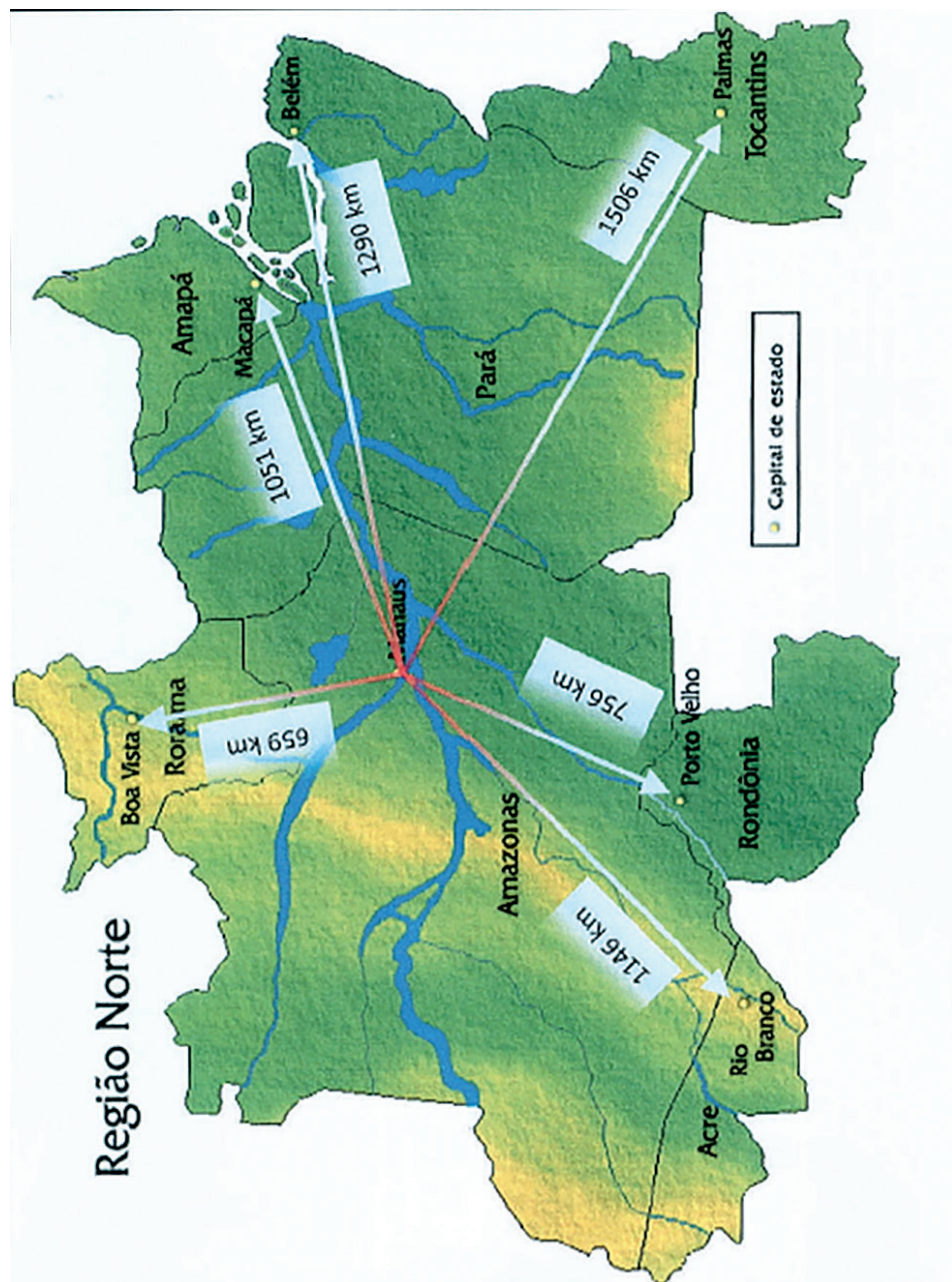 Região Norte
Boa Vista
Roraima
659 km
Amapá
Macapá
1051 km
Belém
1290 km
Manaus
Amazonas
Pará
756 km
1146 km
1506 km
Porto Velho
Rondônia
Rio
Branco
Acre
Palmas
Tocantins
Capital de estado